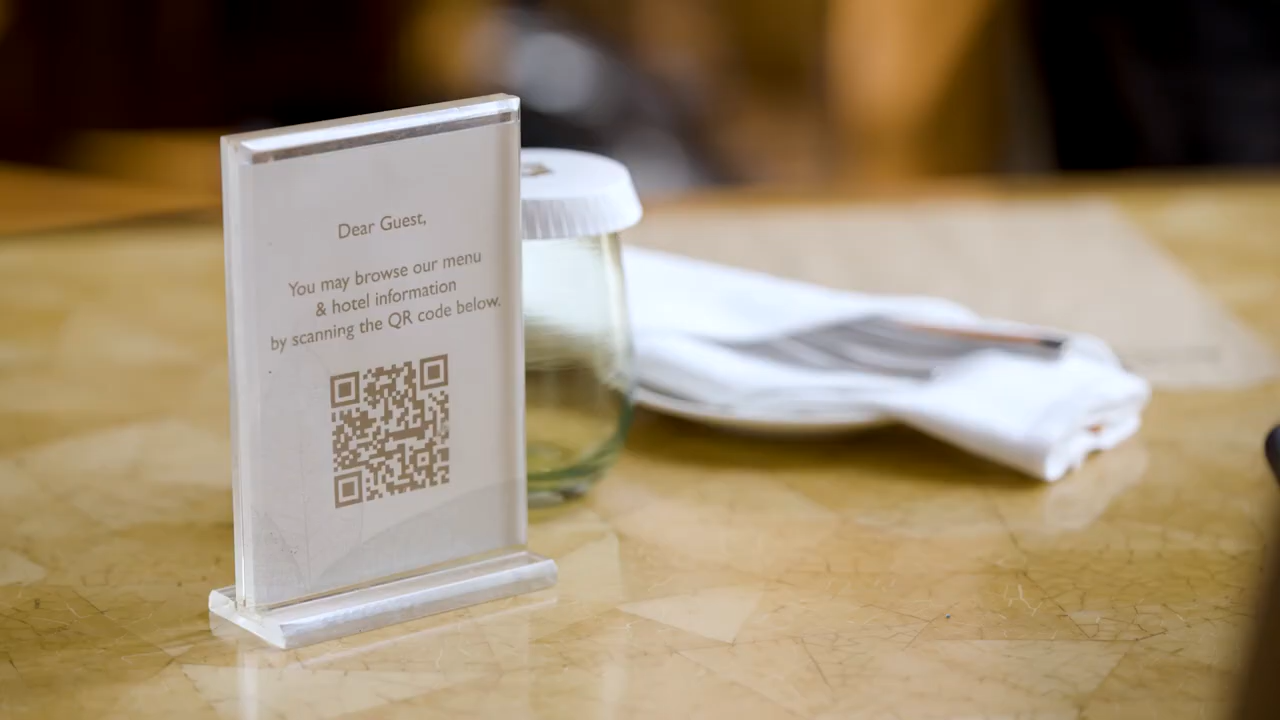 Dear Guest,
You may browse our menu
& hotel information
by scanning the QR code below.